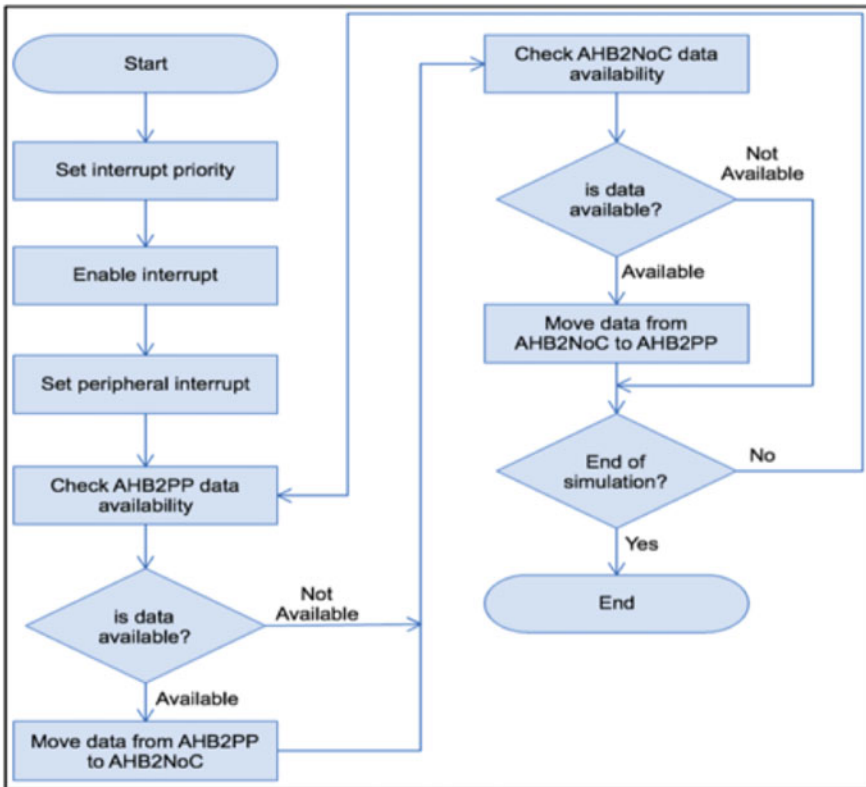 Start
Set interrupt priority
Enable interrupt
Set peripheral interrupt
Check AHB2PP data
availability
is data
available?
Not
Available
Available
Move data from AHB2PP
to AHB2NoC
Check AHB2NoC data
availability
is data
available?
Not
Available
Available
Move data from
AHB2NoC to AHB2PP
End of
simulation?
No
Yes
End